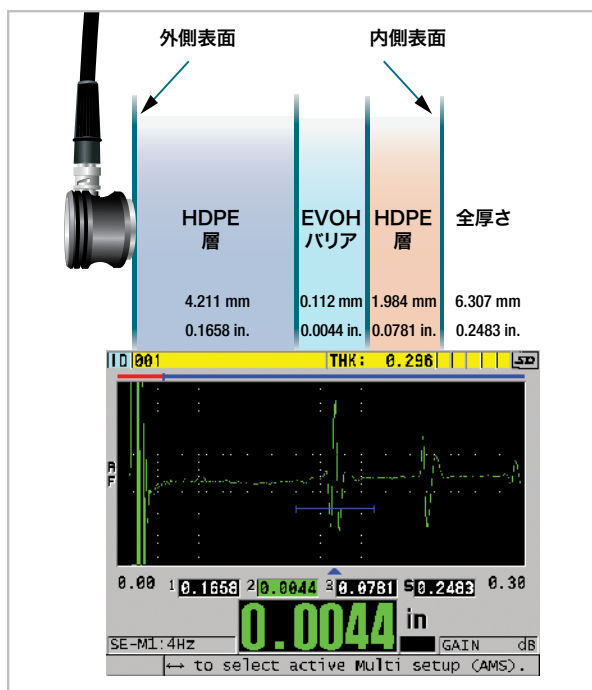 外側表面 内側表面
HDPE EVOH HDPE 全厚さ
層 バリア 層
4.211 mm 0.112 mm 1.984 mm 6.307 mm
0.1658 in. 0.0044 in. 0.0781 in. 0.2483 in.
ID 001 THK: 0.296 SD
A
F
0.00 1 0.1658 2 0.0044 3 0.0781 S 0.2483 0.30
0.0044 in
SE-M1:4Hz GAIN dB
↔ to select active Multi setup (AMS).